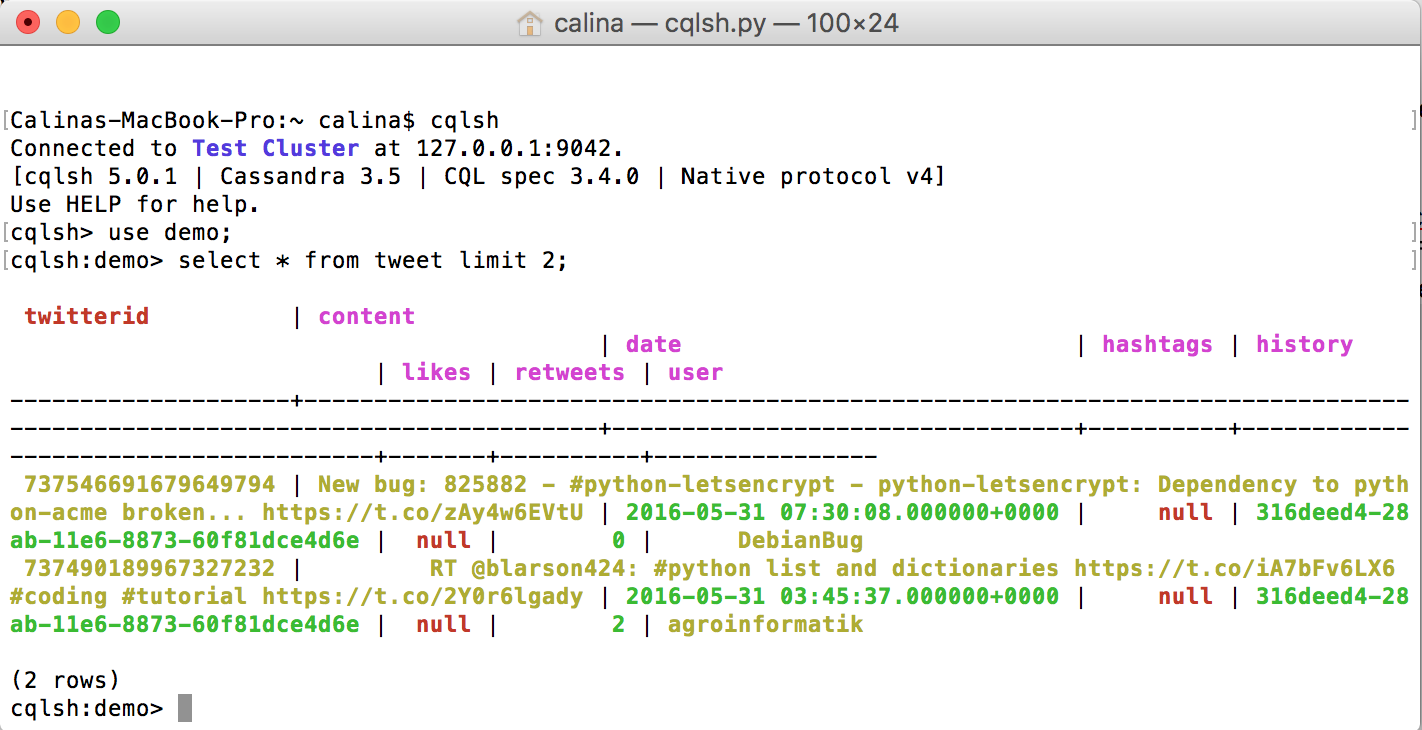 calina — cqlsh.py — 100×24
[Calinas-MacBook-Pro:~ calina$ cqlsh ]
Connected to Test Cluster at 127.0.0.1:9042.
[cqlsh 5.0.1 | Cassandra 3.5 | CQL spec 3.4.0 | Native protocol v4]
Use HELP for help.
[cqlsh> use demo; ]
[cqlsh:demo> select * from tweet limit 2; ]
twitterid | content
| date | hashtags | history
| likes | retweets | user
--------------------+-------------------------------------------------------------------------------
------------------------------------------+---------------------------------+----------+------------
--------------------------+-------+----------+----------------
737546691679649794 | New bug: 825882 - #python-letsencrypt - python-letsencrypt: Dependency to pyth
on-acme broken... https://t.co/zAy4w6EVtU | 2016-05-31 07:30:08.000000+0000 | null | 316deed4-28
ab-11e6-8873-60f81dce4d6e | null | 0 | DebianBug
737490189967327232 | RT @blarson424: #python list and dictionaries https://t.co/iA7bFv6LX6
#coding #tutorial https://t.co/2Y0r6lgady | 2016-05-31 03:45:37.000000+0000 | null | 316deed4-28
ab-11e6-8873-60f81dce4d6e | null | 2 | agroinformatik
(2 rows)
cqlsh:demo>